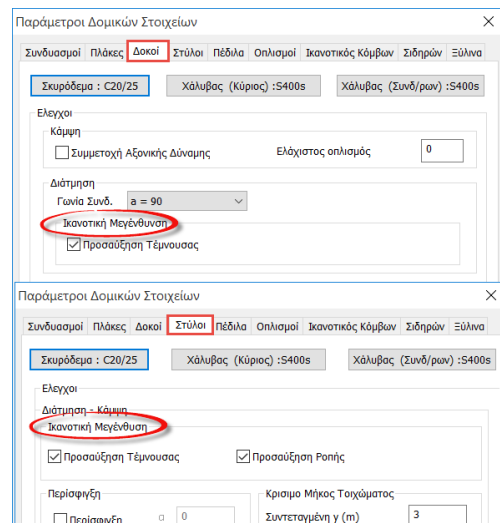 Παράμετροι Δομικών Στοιχείων
Συνδυασμοί Πλάκες Δοκοί Στύλοι Πέδιλα Οπλισμοί Ικανοτικός Κόμβων Σιδηρών Ξύλινα
Σκυρόδεμα : C20/25 Χάλυβας (Κύριος) :S400s Χάλυβας (Συνδ/ρων) :S400s
Ελεγχοι
Κάμψη
Συμμετοχή Αξονικής Δύναμης Ελάχιστος οπλισμός 0
Διάτμηση
Γωνία Συνδ. a = 90
Ικανοτική Μεγένθυνση
Προσαύξηση Τέμνουσας
Παράμετροι Δομικών Στοιχείων
Συνδυασμοί Πλάκες Δοκοί Στύλοι Πέδιλα Οπλισμοί Ικανοτικός Κόμβων Σιδηρών Ξύλινα
Σκυρόδεμα : C20/25 Χάλυβας (Κύριος) :S400s Χάλυβας (Συνδ/ρων) :S400s
Ελεγχοι
Διάτμηση - Κάμψη
Ικανοτική Μεγένθυση
Προσαύξηση Τέμνουσας Προσαύξηση Ροπής
Περίσφιγξη Κρισιμο Μήκος Τοιχώματος
Περίσφιγξη α 0 Συντεταγμένη y (m) 3